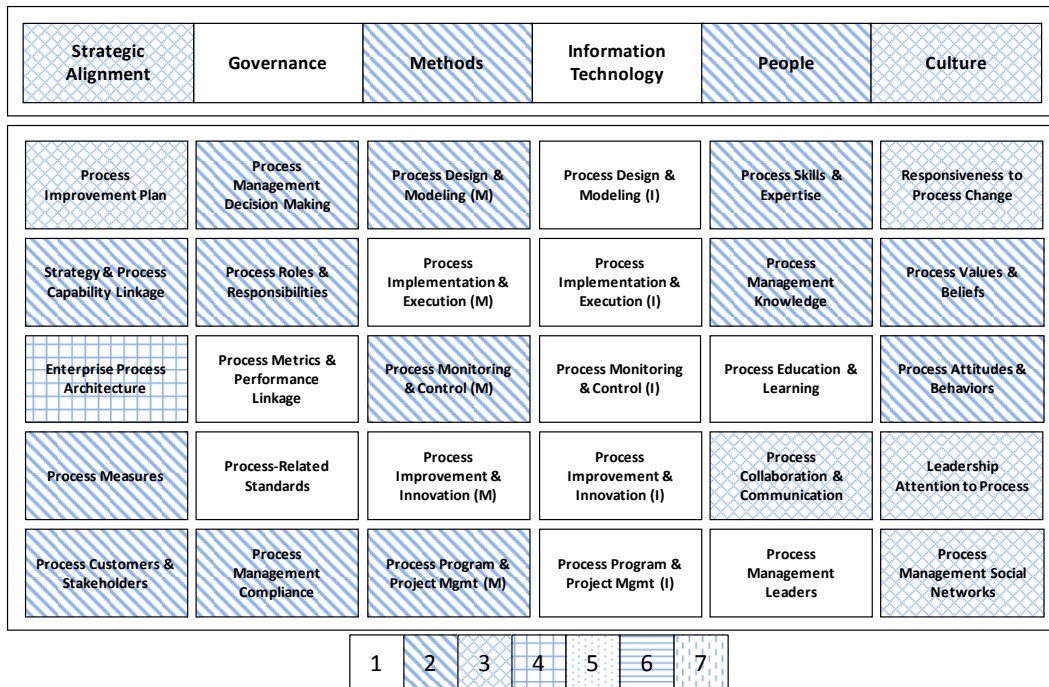 Strategic
Alignment
Governance
Methods
Information
Technology
People
Culture
Process
Improvement Plan
Process
Management
Decision Making
Process Design &
Modeling (M)
Process Design &
Modeling (I)
Process Skills &
Expertise
Responsiveness to
Process Change
Strategy & Process
Capability Linkage
Process Roles &
Responsibilities
Process
Implementation &
Execution (M)
Process
Implementation &
Execution (I)
Process
Management
Knowledge
Process Values &
Beliefs
Enterprise Process
Architecture
Process Metrics &
Performance
Linkage
Process Monitoring
& Control (M)
Process Monitoring
& Control (I)
Process Education &
Learning
Process Attitudes &
Behaviors
Process Measures
Process-Related
Standards
Process
Improvement &
Innovation (M)
Process
Improvement &
Innovation (I)
Process
Collaboration &
Communication
Leadership
Attention to Process
Process Customers &
Stakeholders
Process
Management
Compliance
Process Program &
Project Mgmt (M)
Process Program &
Project Mgmt (I)
Process
Management
Leaders
Process
Management Social
Networks
1 2 3 4 5 6 7